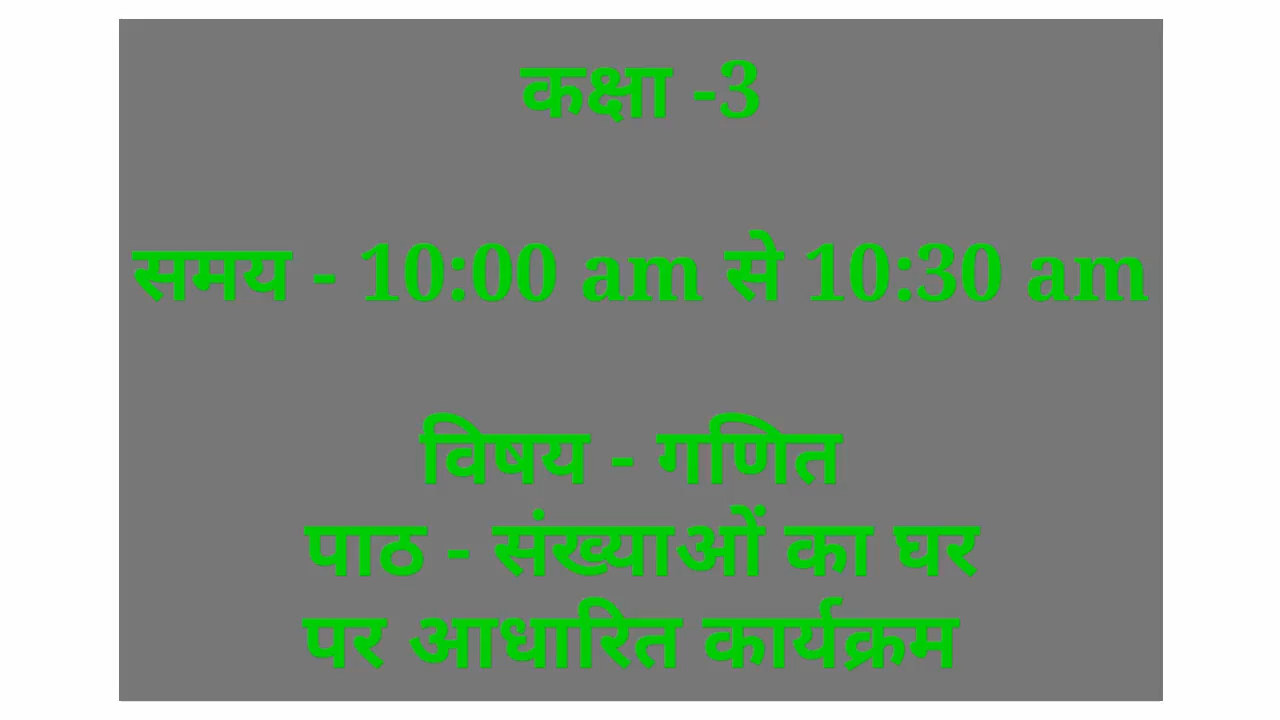 कक्षा -3
समय - 10:00 am से 10:30 am
विषय - गणित
पाठ - संख्याओं का घर
पर आधारित कार्यक्रम